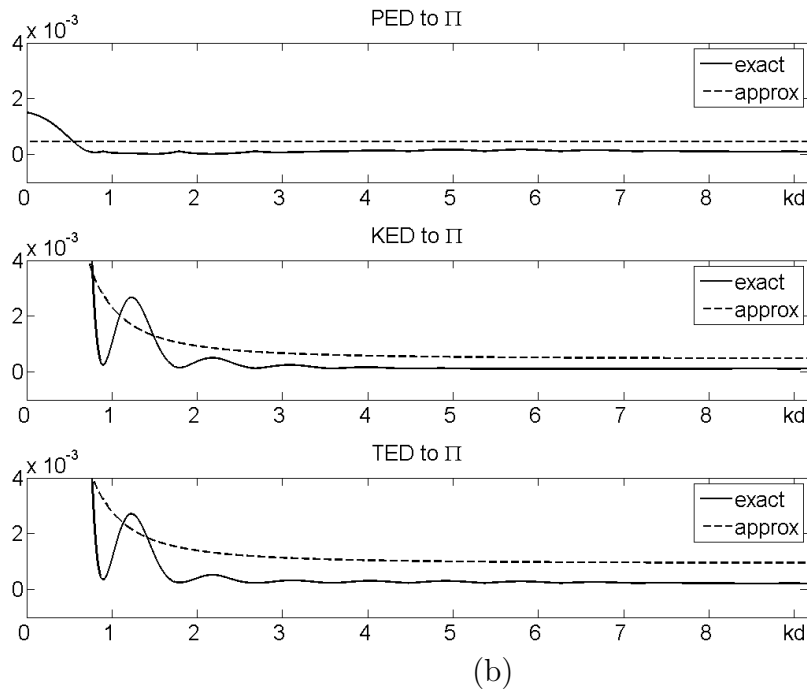 PED to Π
x 10⁻³
4
2
0
exact
approx
0 1 2 3 4 5 6 7 8 kd
KED to Π
x 10⁻³
4
2
0
exact
approx
0 1 2 3 4 5 6 7 8 kd
TED to Π
x 10⁻³
4
2
0
exact
approx
0 1 2 3 4 5 6 7 8 kd
(b)